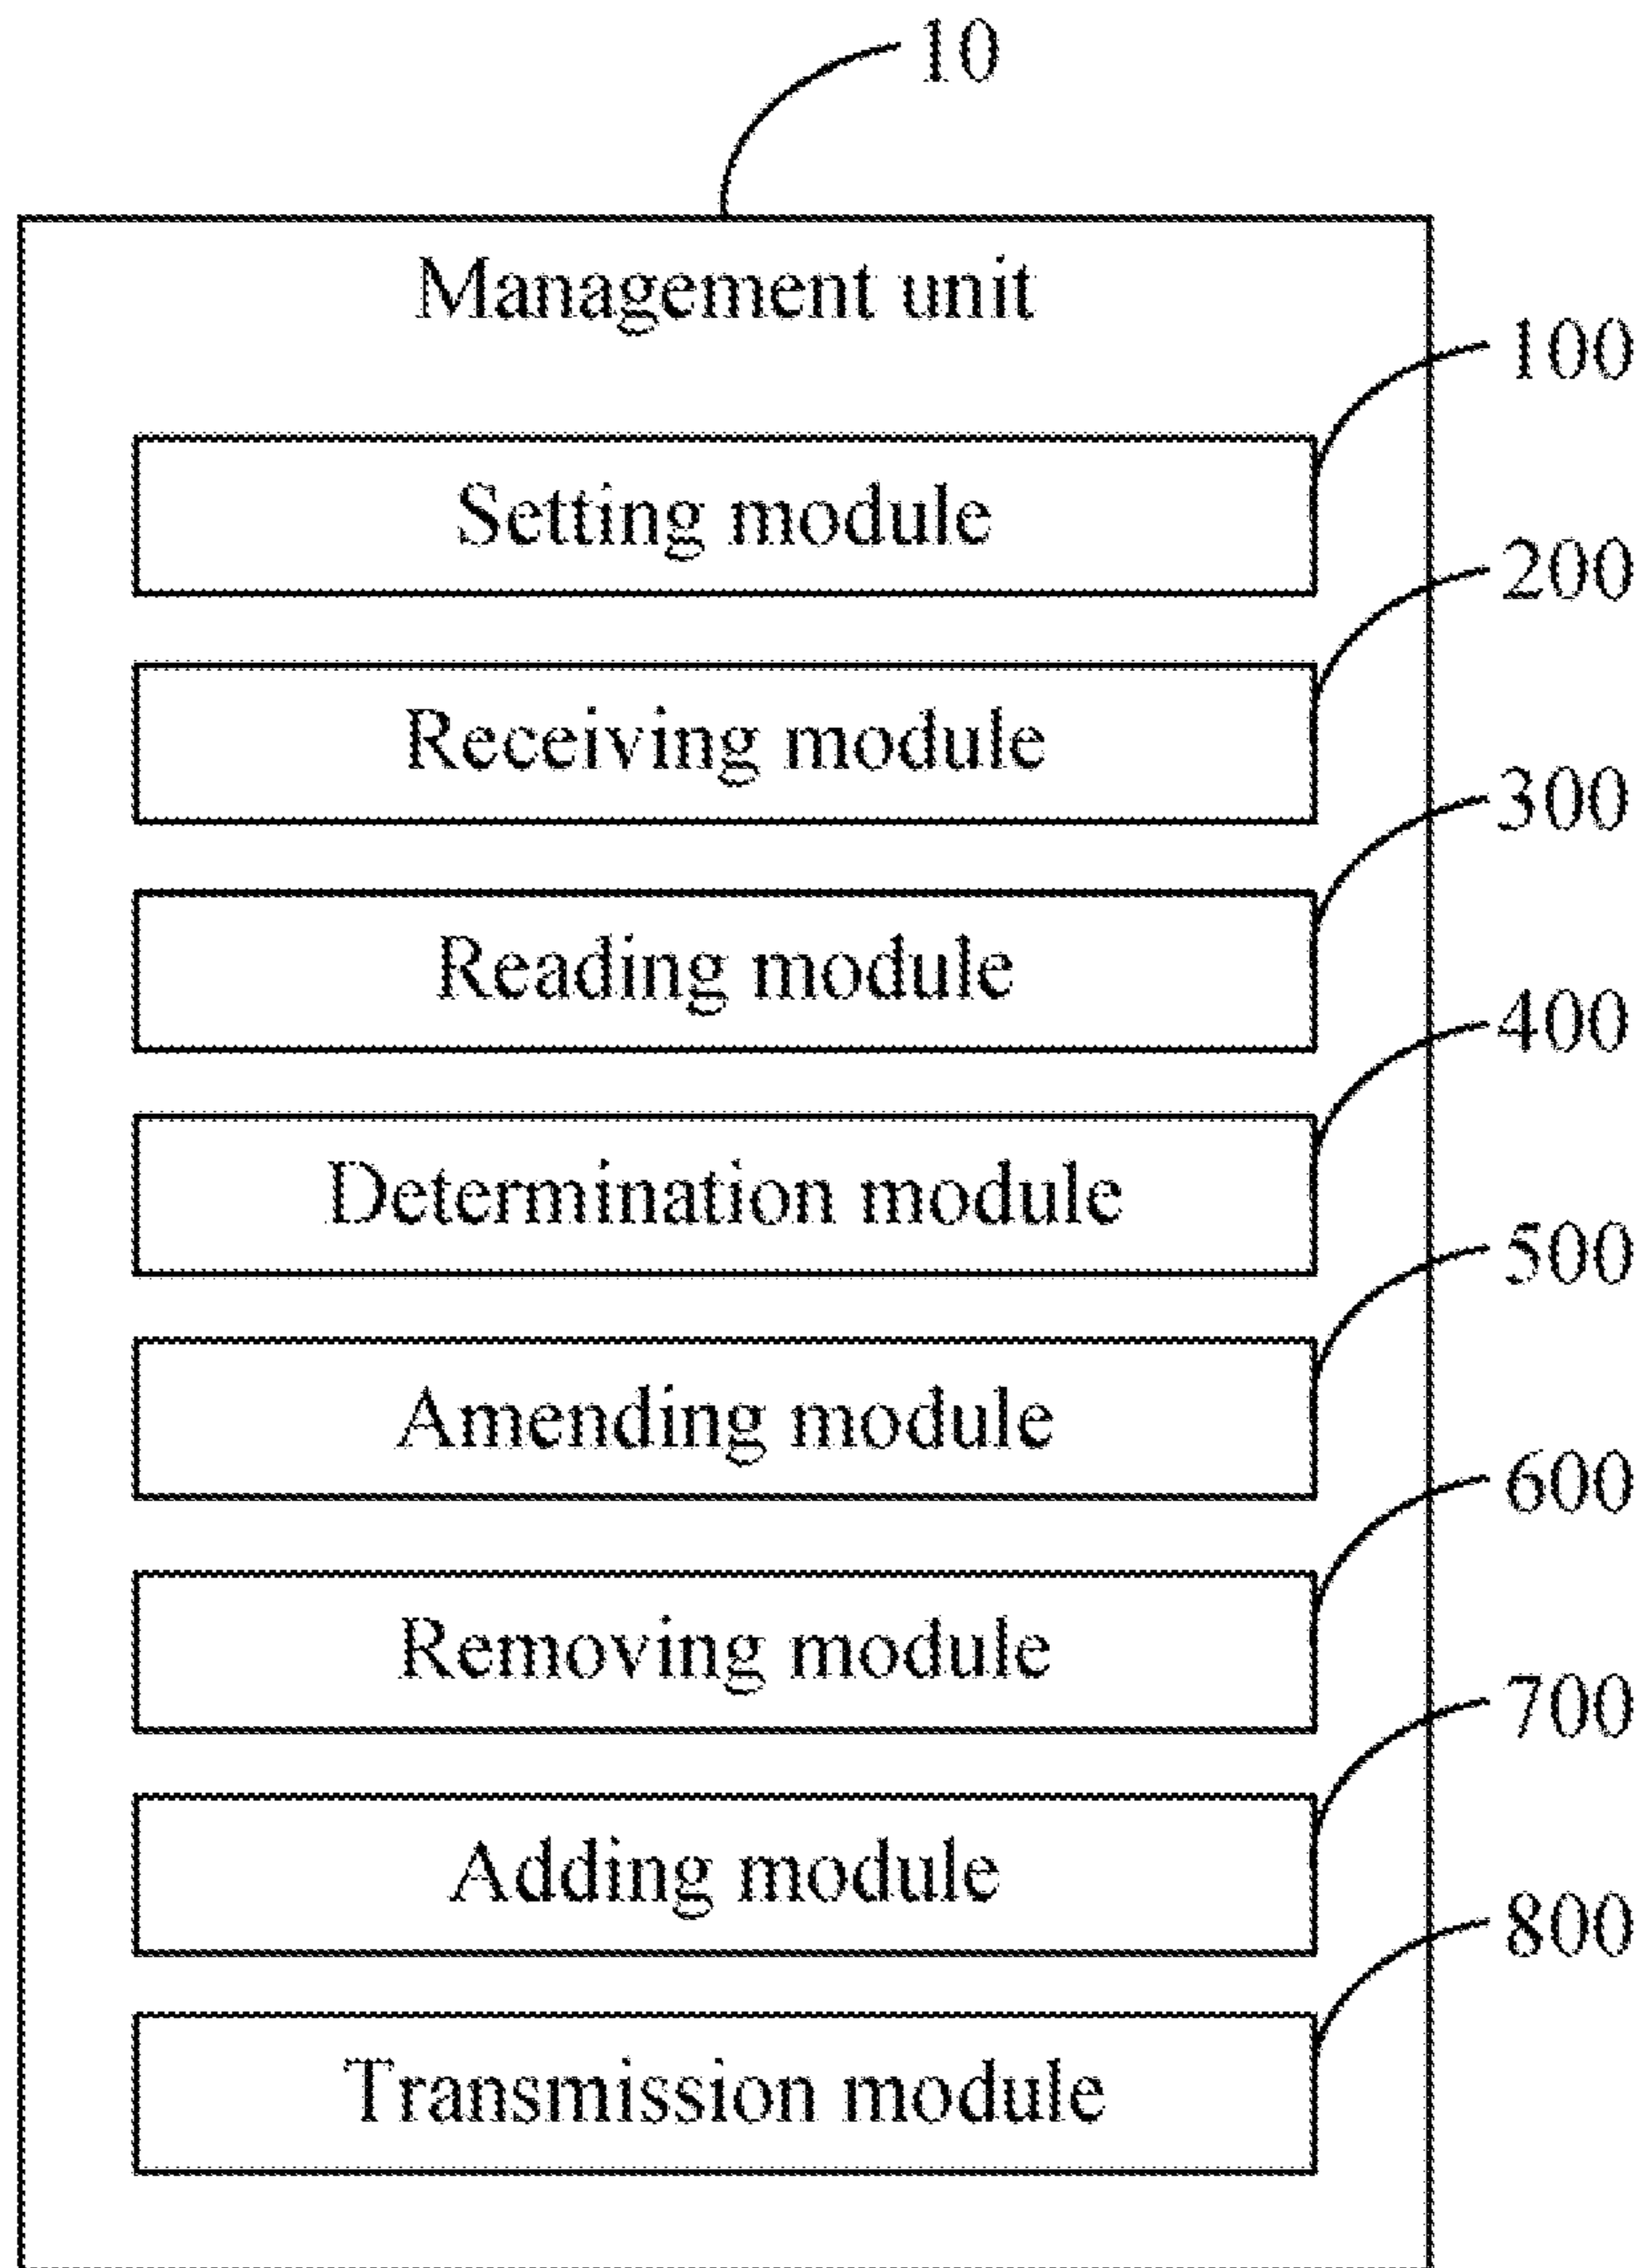 10
Management unit
100
Setting module
200
Receiving module
300
Reading module
400
Determination module
500
Amending module
600
Removing module
700
Adding module
800
Transmission module